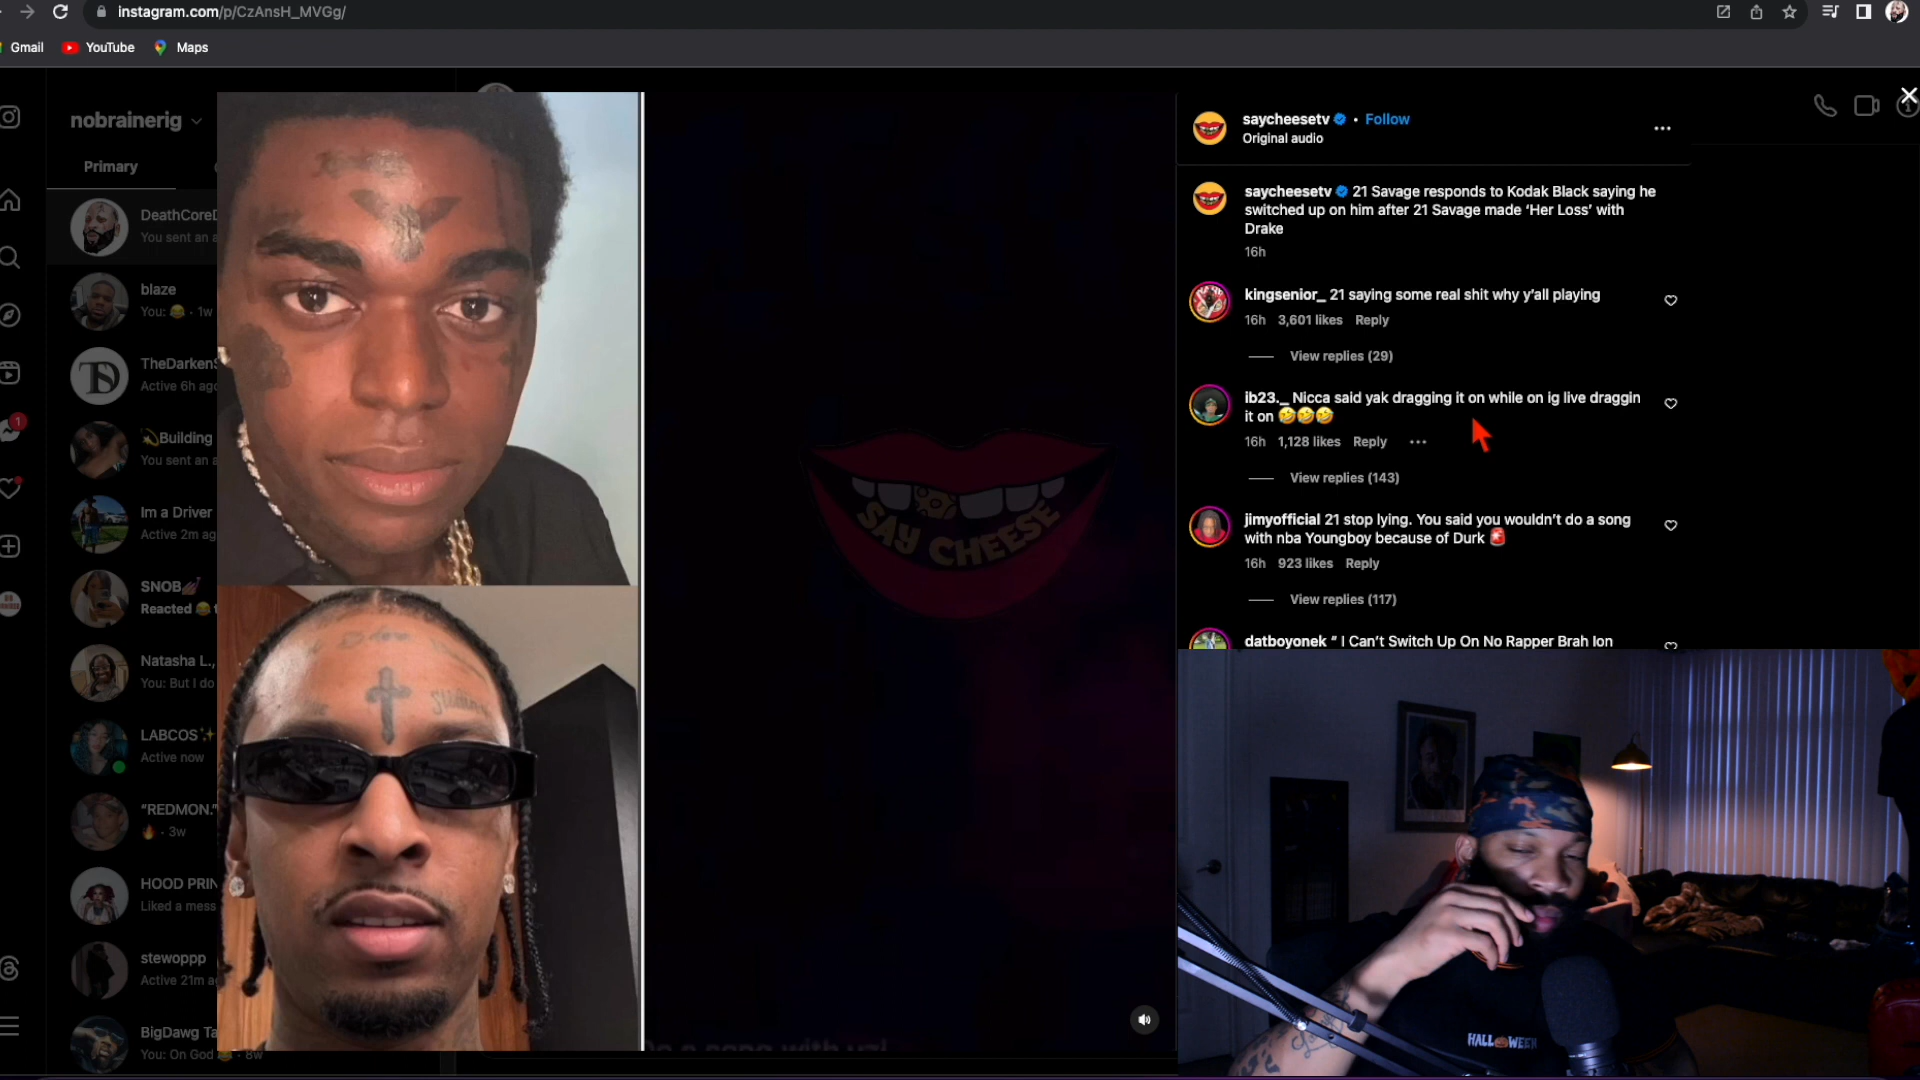 instagram.com/p/CzAnsH_MVGg/
Gmail
YouTube
Maps
nobrainerig
Primary
DeathCoreD
You sent an a
blaze
You: 😂 · 1w
TheDarkenS
Active 6h ago
💫Building
You sent an a
Im a Driver
Active 2m ag
SNOB💅
Reacted 😂 t
Natasha L.,
You: But I do
LABCOS✨
Active now
"REDMON."
🔥 · 3w
HOOD PRIN
Liked a mess
stewoppp
Active 21m ag
BigDawg Ta
You: On God 😂 · 8w
1
SAY CHEESE
saycheesetv • Follow
Original audio
saycheesetv 21 Savage responds to Kodak Black saying he
switched up on him after 21 Savage made ‘Her Loss’ with
Drake
16h
kingsenior_ 21 saying some real shit why y’all playing
16h 3,601 likes Reply
View replies (29)
ib23._ Nicca said yak dragging it on while on ig live draggin
it on 🤣🤣🤣
16h 1,128 likes Reply ...
View replies (143)
jimyofficial 21 stop lying. You said you wouldn’t do a song
with nba Youngboy because of Durk 🚨
16h 923 likes Reply
View replies (117)
datboyonek “ I Can’t Switch Up On No Rapper Brah Ion
HALLOWEEN